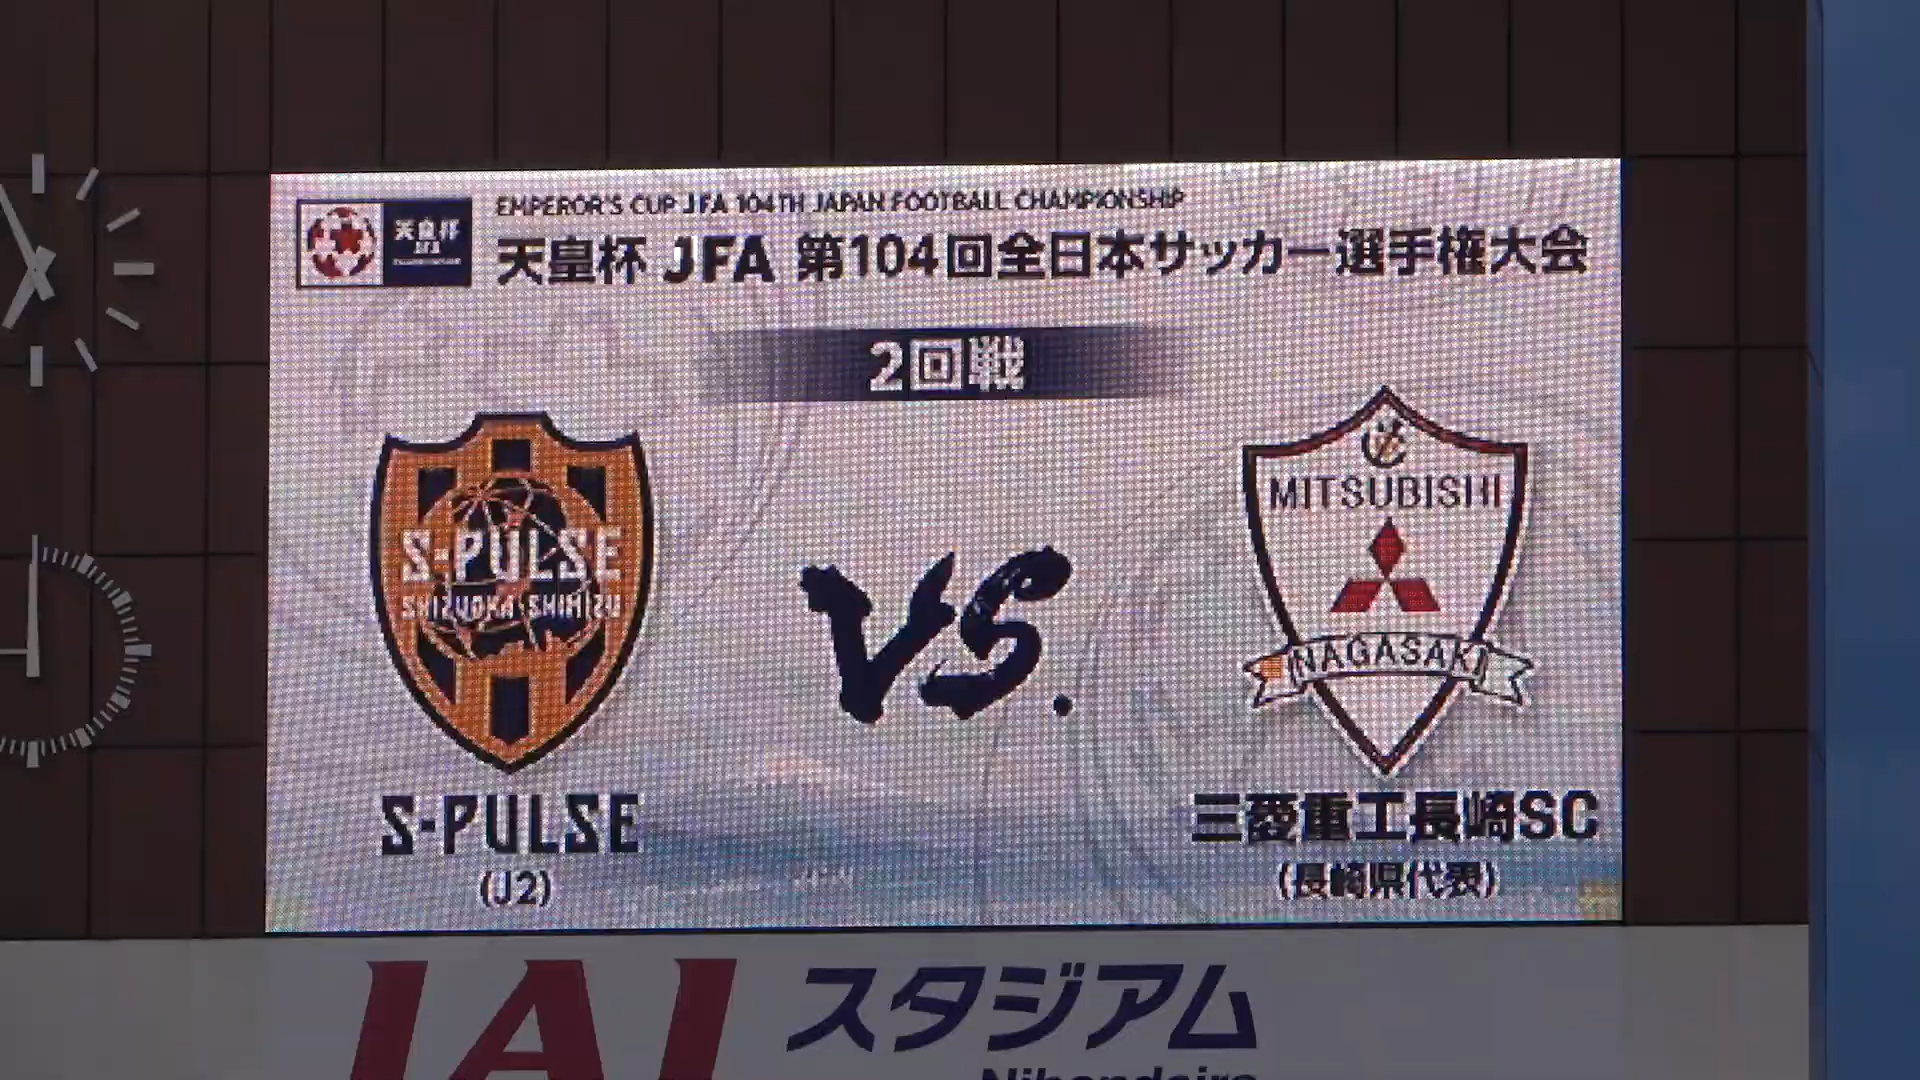 EMPEROR'S CUP JFA 104TH JAPAN FOOTBALL CHAMPIONSHIP
天皇杯
JFA
天皇杯 JFA 第104回全日本サッカー選手権大会
2回戦
S-PULSE
SHIZUOKA SHIMIZU
VS.
MITSUBISHI
NAGASAKI
S-PULSE
(J2)
三菱重工長崎SC
(長崎県代表)
IAI スタジアム
Nihondaira